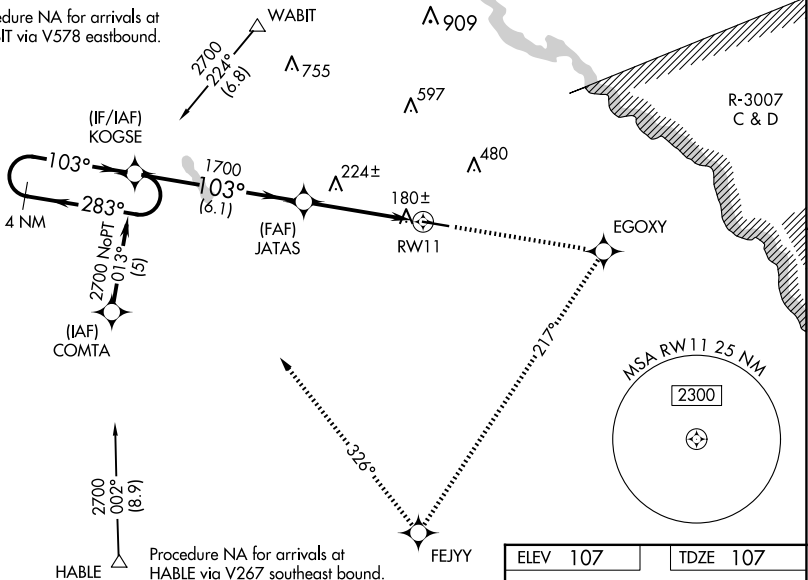 edure NA for arrivals at
BIT via V578 eastbound.
WABIT
2700
224°
(6.8)
909
755
597
480
224±
180±
R-3007
C & D
(IF/IAF)
KOGSE
103°
283°
4 NM
1700
103°
(6.1)
(FAF)
JATAS
RW11
EGOXY
2700 NoPT
013°
(5)
(IAF)
COMTA
217°
326°
MSA RW11 25 NM
2300
2700
002°
(8.9)
HABLE
Procedure NA for arrivals at
HABLE via V267 southeast bound.
FEJYY
ELEV 107
TDZE 107